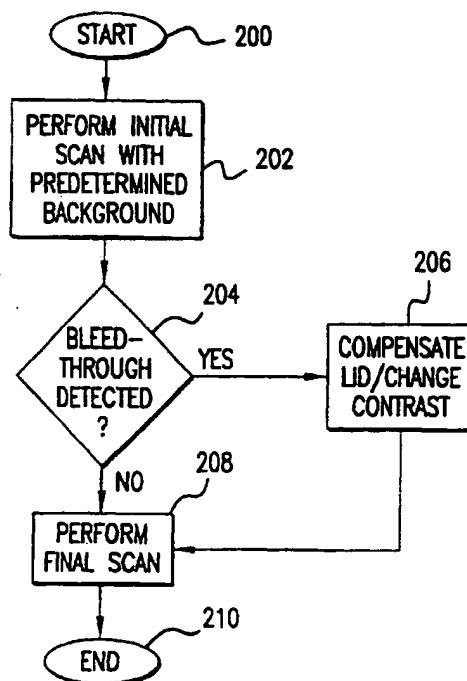 START
200
PERFORM INITIAL
SCAN WITH
PREDETERMINED
BACKGROUND
202
BLEED-
THROUGH
DETECTED
?
204
YES
206
COMPENSATE
LID/CHANGE
CONTRAST
NO
208
PERFORM
FINAL SCAN
210
END